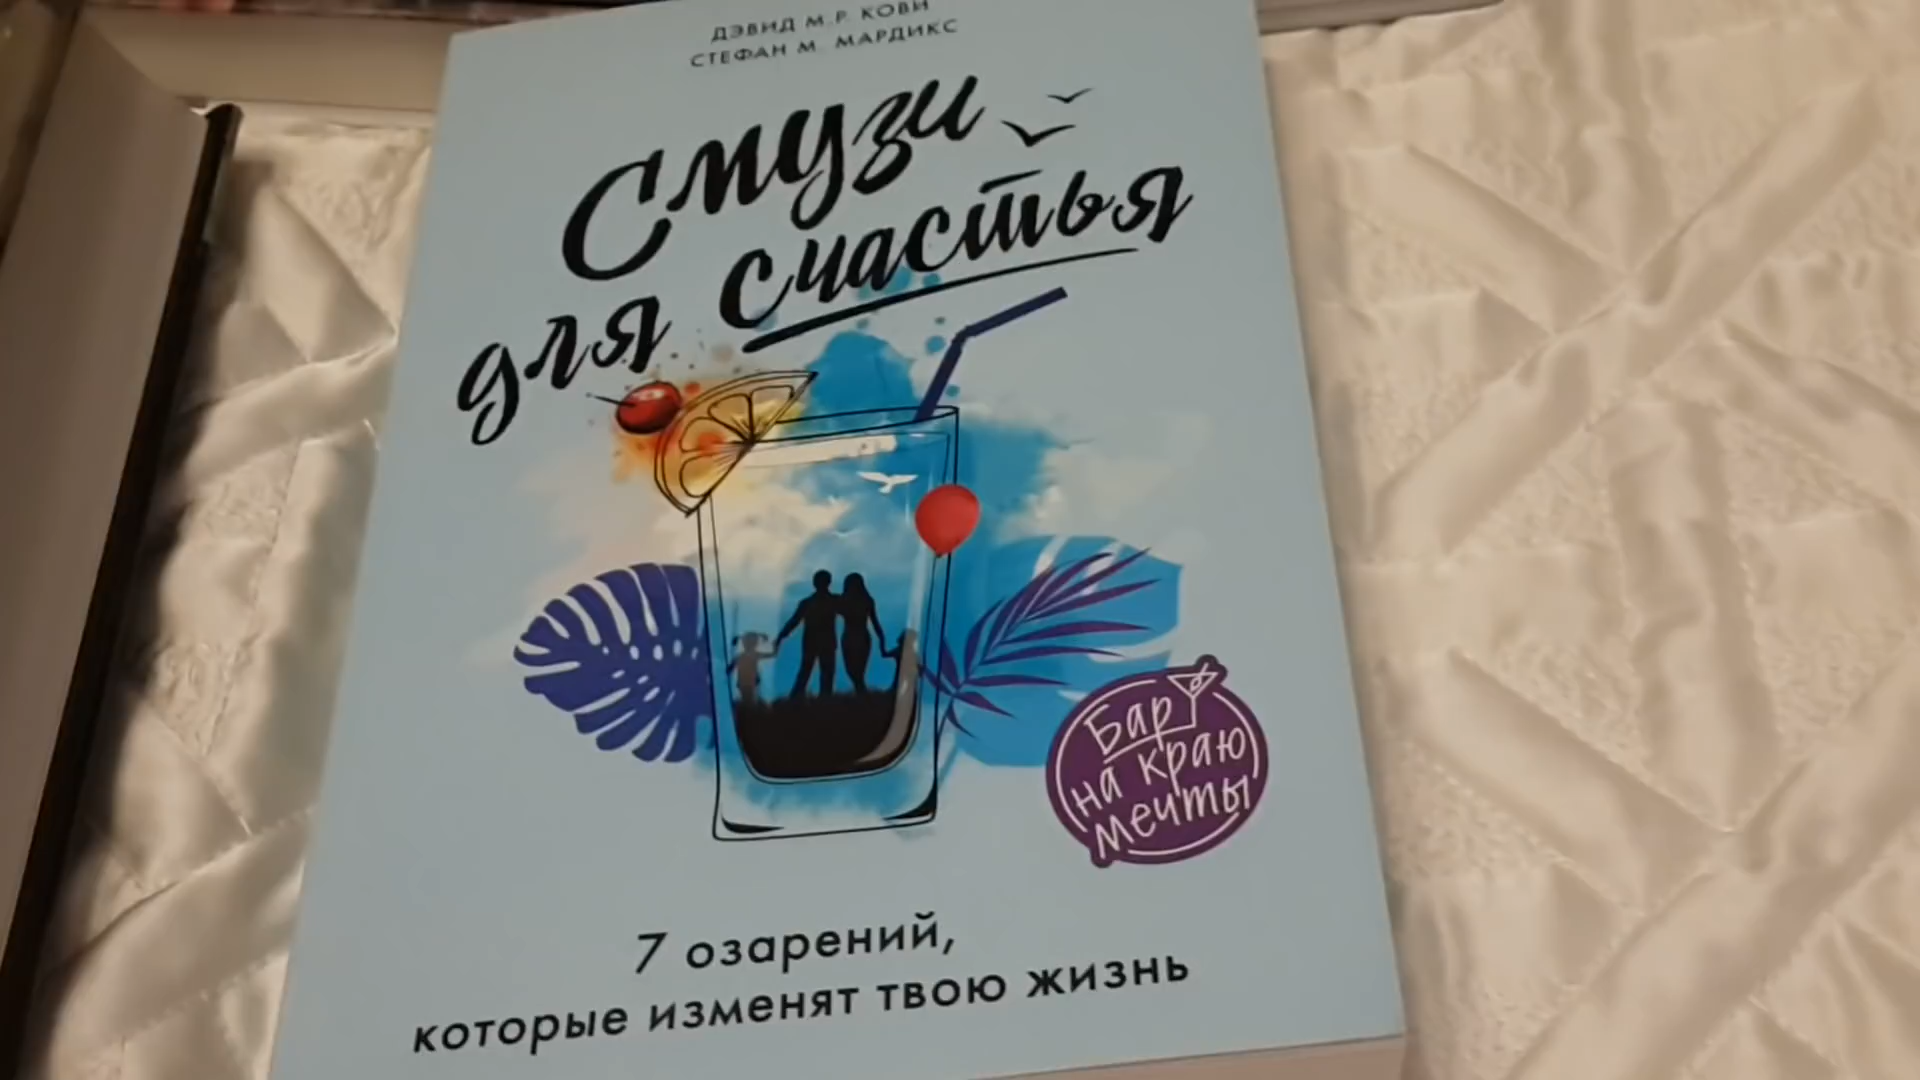 ДЭВИД М.Р. КОВИ
СТЕФАН М. МАРДИКС
Смузи
для счастья
Бар
на краю
мечты
7 озарений,
которые изменят твою жизнь